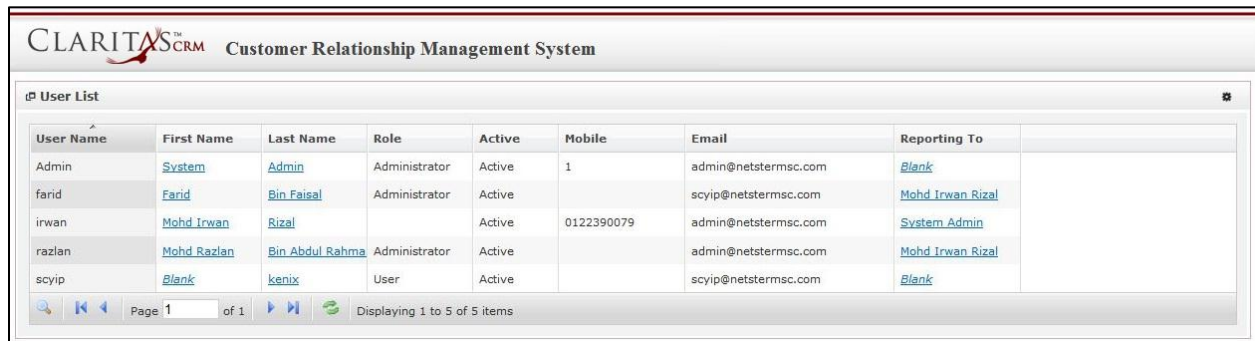 CLARITAS™ CRM Customer Relationship Management System
User List
User Name First Name Last Name Role Active Mobile Email Reporting To
Admin System Admin Administrator Active 1 admin@netstermsc.com Blank
farid Farid Bin Faisal Administrator Active scyip@netstermsc.com Mohd Irwan Rizal
irwan Mohd Irwan Rizal Active 0122390079 admin@netstermsc.com System Admin
razlan Mohd Razlan Bin Abdul Rahma Administrator Active admin@netstermsc.com Mohd Irwan Rizal
scyip Blank kenix User Active scyip@netstermsc.com Blank
Page 1 of 1 Displaying 1 to 5 of 5 items